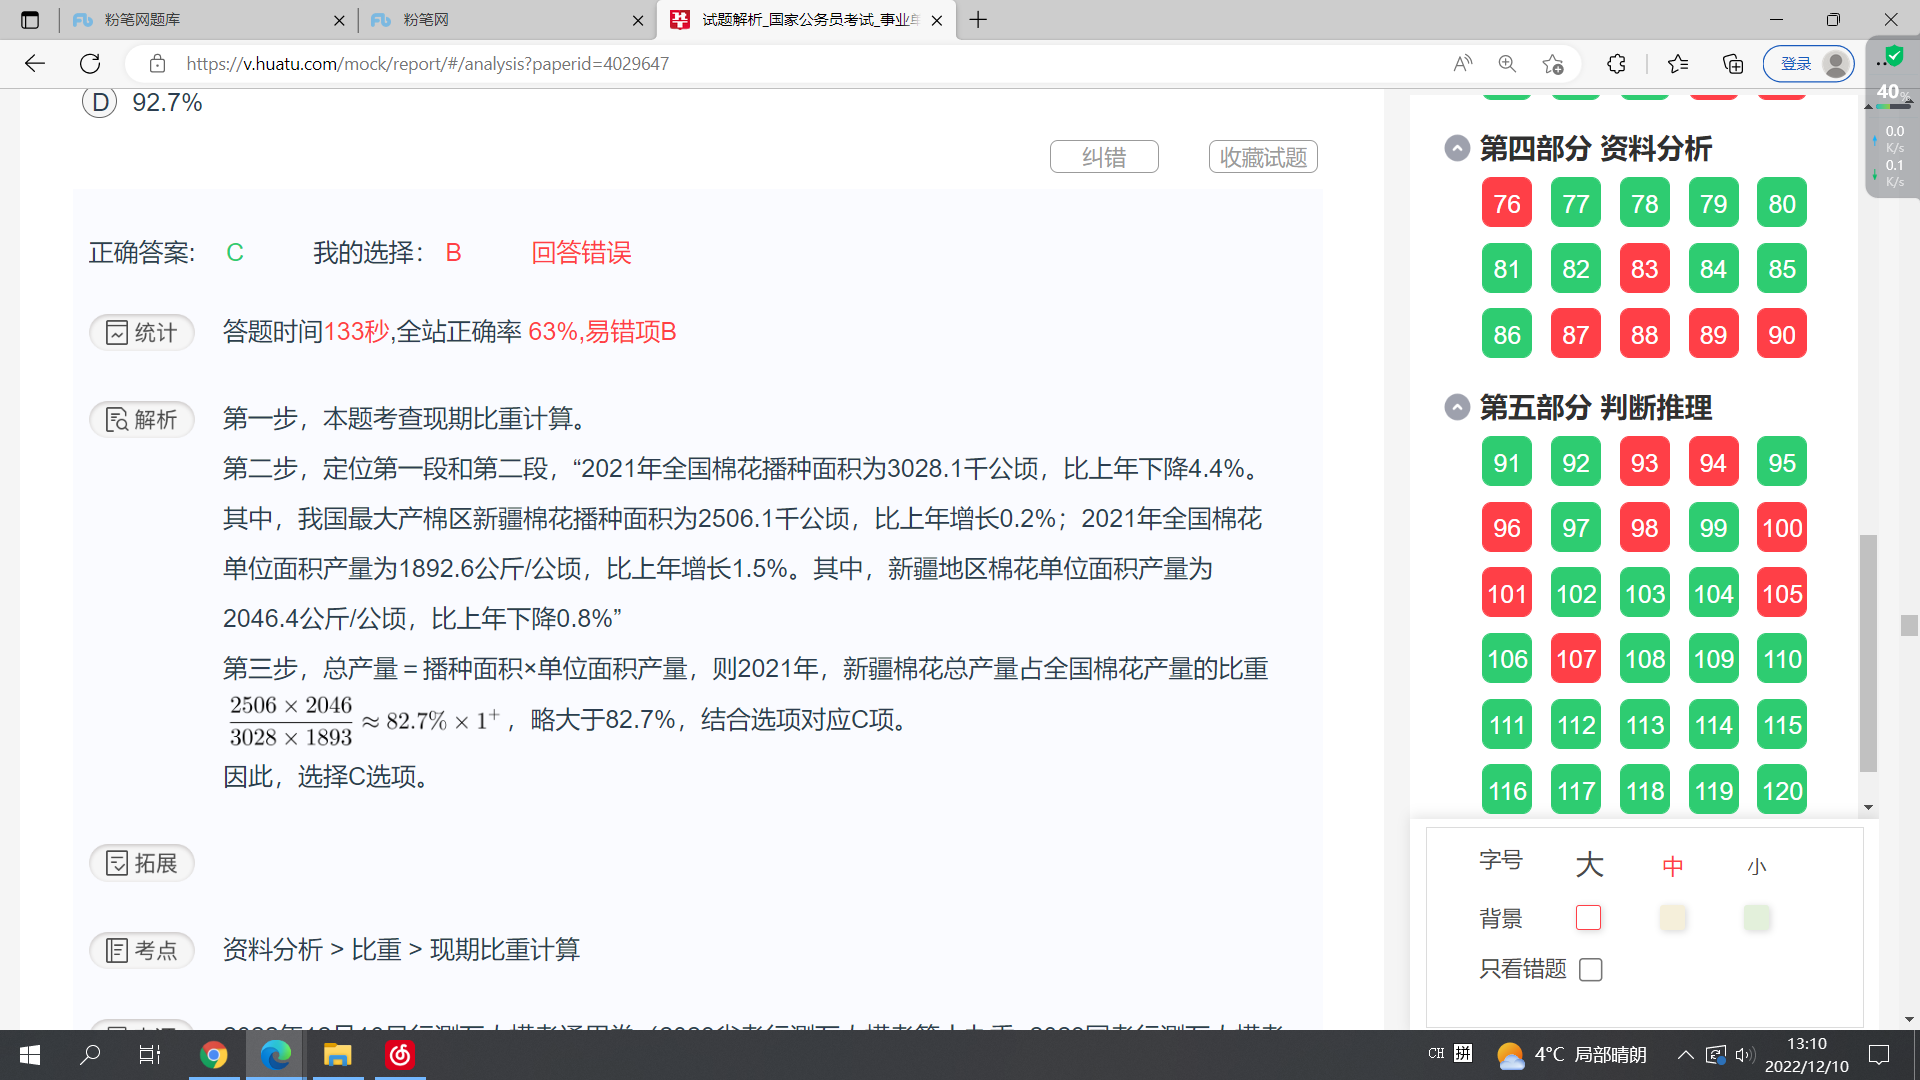 粉笔网题库
粉笔网
试题解析_国家公务员考试_事业单
https://v.huatu.com/mock/report/#/analysis?paperid=4029647
登录
40%
0.0
K/s
0.1
K/s
D 92.7%
纠错
收藏试题
正确答案: C 我的选择： B 回答错误
统计 答题时间133秒,全站正确率 63%,易错项B
解析 第一步，本题考查现期比重计算。
第二步，定位第一段和第二段，“2021年全国棉花播种面积为3028.1千公顷，比上年下降4.4%。
其中，我国最大产棉区新疆棉花播种面积为2506.1千公顷，比上年增长0.2%；2021年全国棉花
单位面积产量为1892.6公斤/公顷，比上年增长1.5%。其中，新疆地区棉花单位面积产量为
2046.4公斤/公顷，比上年下降0.8%”
第三步，总产量＝播种面积×单位面积产量，则2021年，新疆棉花总产量占全国棉花产量的比重
2506 × 2046
3028 × 1893
≈ 82.7% × 1⁺ ，略大于82.7%，结合选项对应C项。
因此，选择C选项。
拓展
考点 资料分析 > 比重 > 现期比重计算
第四部分 资料分析
76 77 78 79 80
81 82 83 84 85
86 87 88 89 90
第五部分 判断推理
91 92 93 94 95
96 97 98 99 100
101 102 103 104 105
106 107 108 109 110
111 112 113 114 115
116 117 118 119 120
字号 大 中 小
背景
只看错题
CH 拼
4°C 局部晴朗
13:10
2022/12/10